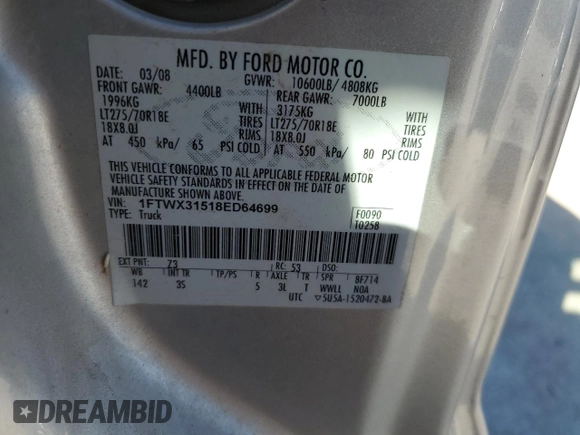 MFD. BY FORD MOTOR CO.
DATE: 03/08 GVWR: 10600LB/ 4808KG
FRONT GAWR: 4400LB REAR GAWR: 7000LB
1996KG WITH 3175KG WITH
LT275/70R18E TIRES LT275/70R18E TIRES
18X8.0J RIMS 18X8.0J RIMS
AT 450 kPa/ 65 PSI COLD AT 550 kPa/ 80 PSI COLD
THIS VEHICLE CONFORMS TO ALL APPLICABLE FEDERAL MOTOR
VEHICLE SAFETY STANDARDS IN EFFECT ON THE DATE OF
MANUFACTURE SHOWN ABOVE.
VIN: 1FTWX31518ED64699 F0090
TYPE: Truck T0258
EXT PNT: Z3 RC: 53 DSO:
WB INT TR TP/PS R AXLE TR SPR 8F714
142 3S 5 3L T WWLL NOA
UTC ▽5U5A-1520472-BA
DREAMBID